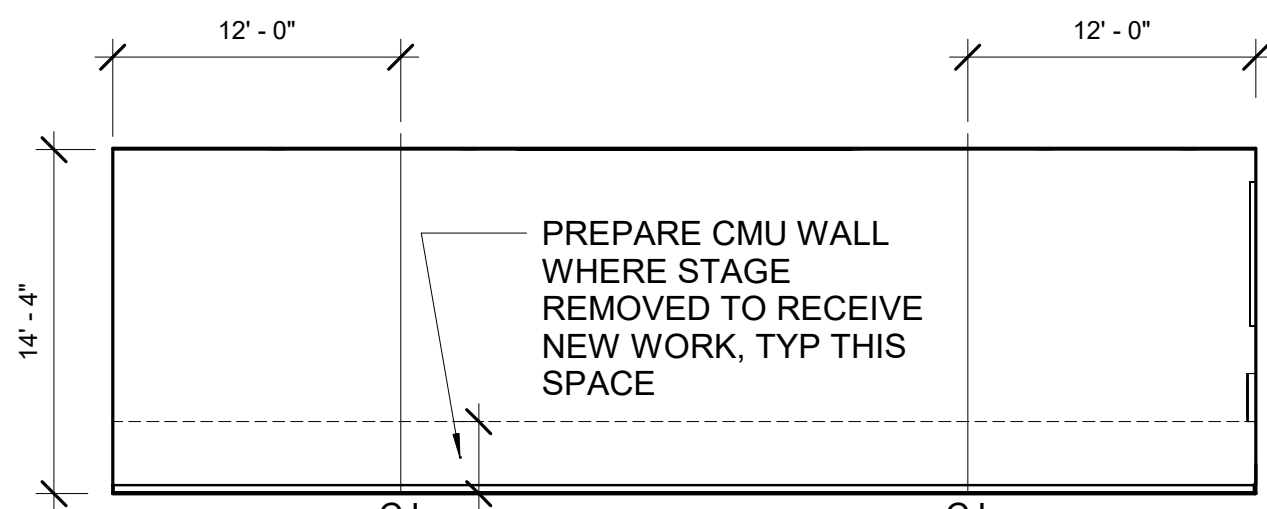 12' - 0"
12' - 0"
14' - 4"
PREPARE CMU WALL
WHERE STAGE
REMOVED TO RECEIVE
NEW WORK, TYP THIS
SPACE